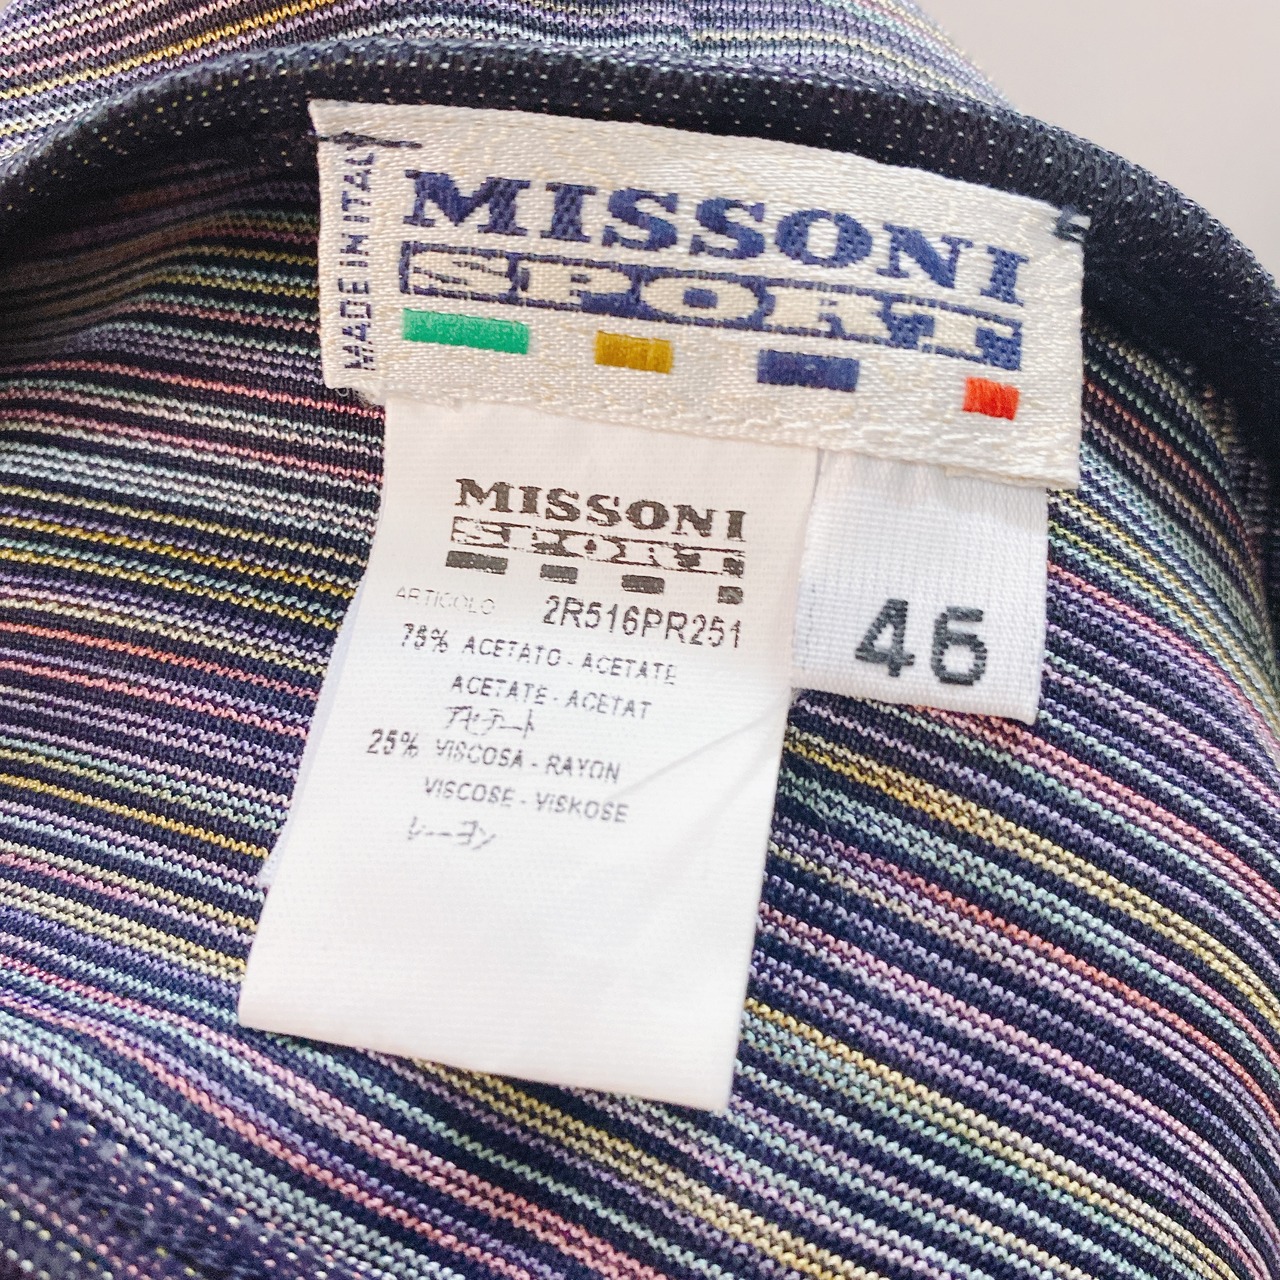 MADE IN ITALY
MISSONI
SPORT
MISSONI
SPORT
ARTICOLO 2R516PR251
75% ACETATO - ACETATE
ACETATE - ACETAT
アセテート
25% VISCOSA - RAYON
VISCOSE - VISKOSE
レーヨン
46